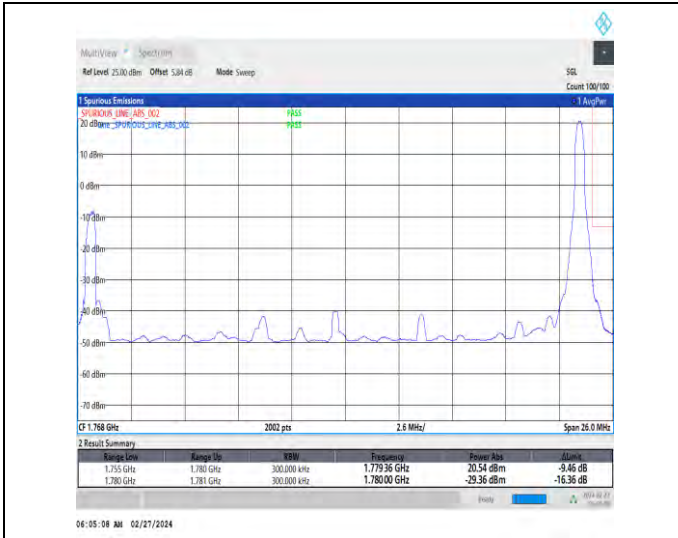 MultiView Spectrum
Ref Level 25.00 dBm Offset 5.84 dB Mode Sweep SGL
Count 100/100
1 Spurious Emissions 1 AvgPwr
SPURIOUS_LINE_ABS_002 PASS
20 dBm
_SPURIOUS_LINE_ABS_002 PASS
10 dBm
0 dBm
-10 dBm
-20 dBm
-30 dBm
-40 dBm
-50 dBm
-60 dBm
-70 dBm
CF 1.768 GHz 2002 pts 2.6 MHz/ Span 26.0 MHz
2 Result Summary
Range Low Range Up RBW Frequency Power Abs ΔLimit
1.755 GHz 1.780 GHz 300.000 kHz 1.77936 GHz 20.54 dBm -9.46 dB
1.780 GHz 1.781 GHz 300.000 kHz 1.78000 GHz -29.36 dBm -16.36 dB
06:05:08 AM 02/27/2024